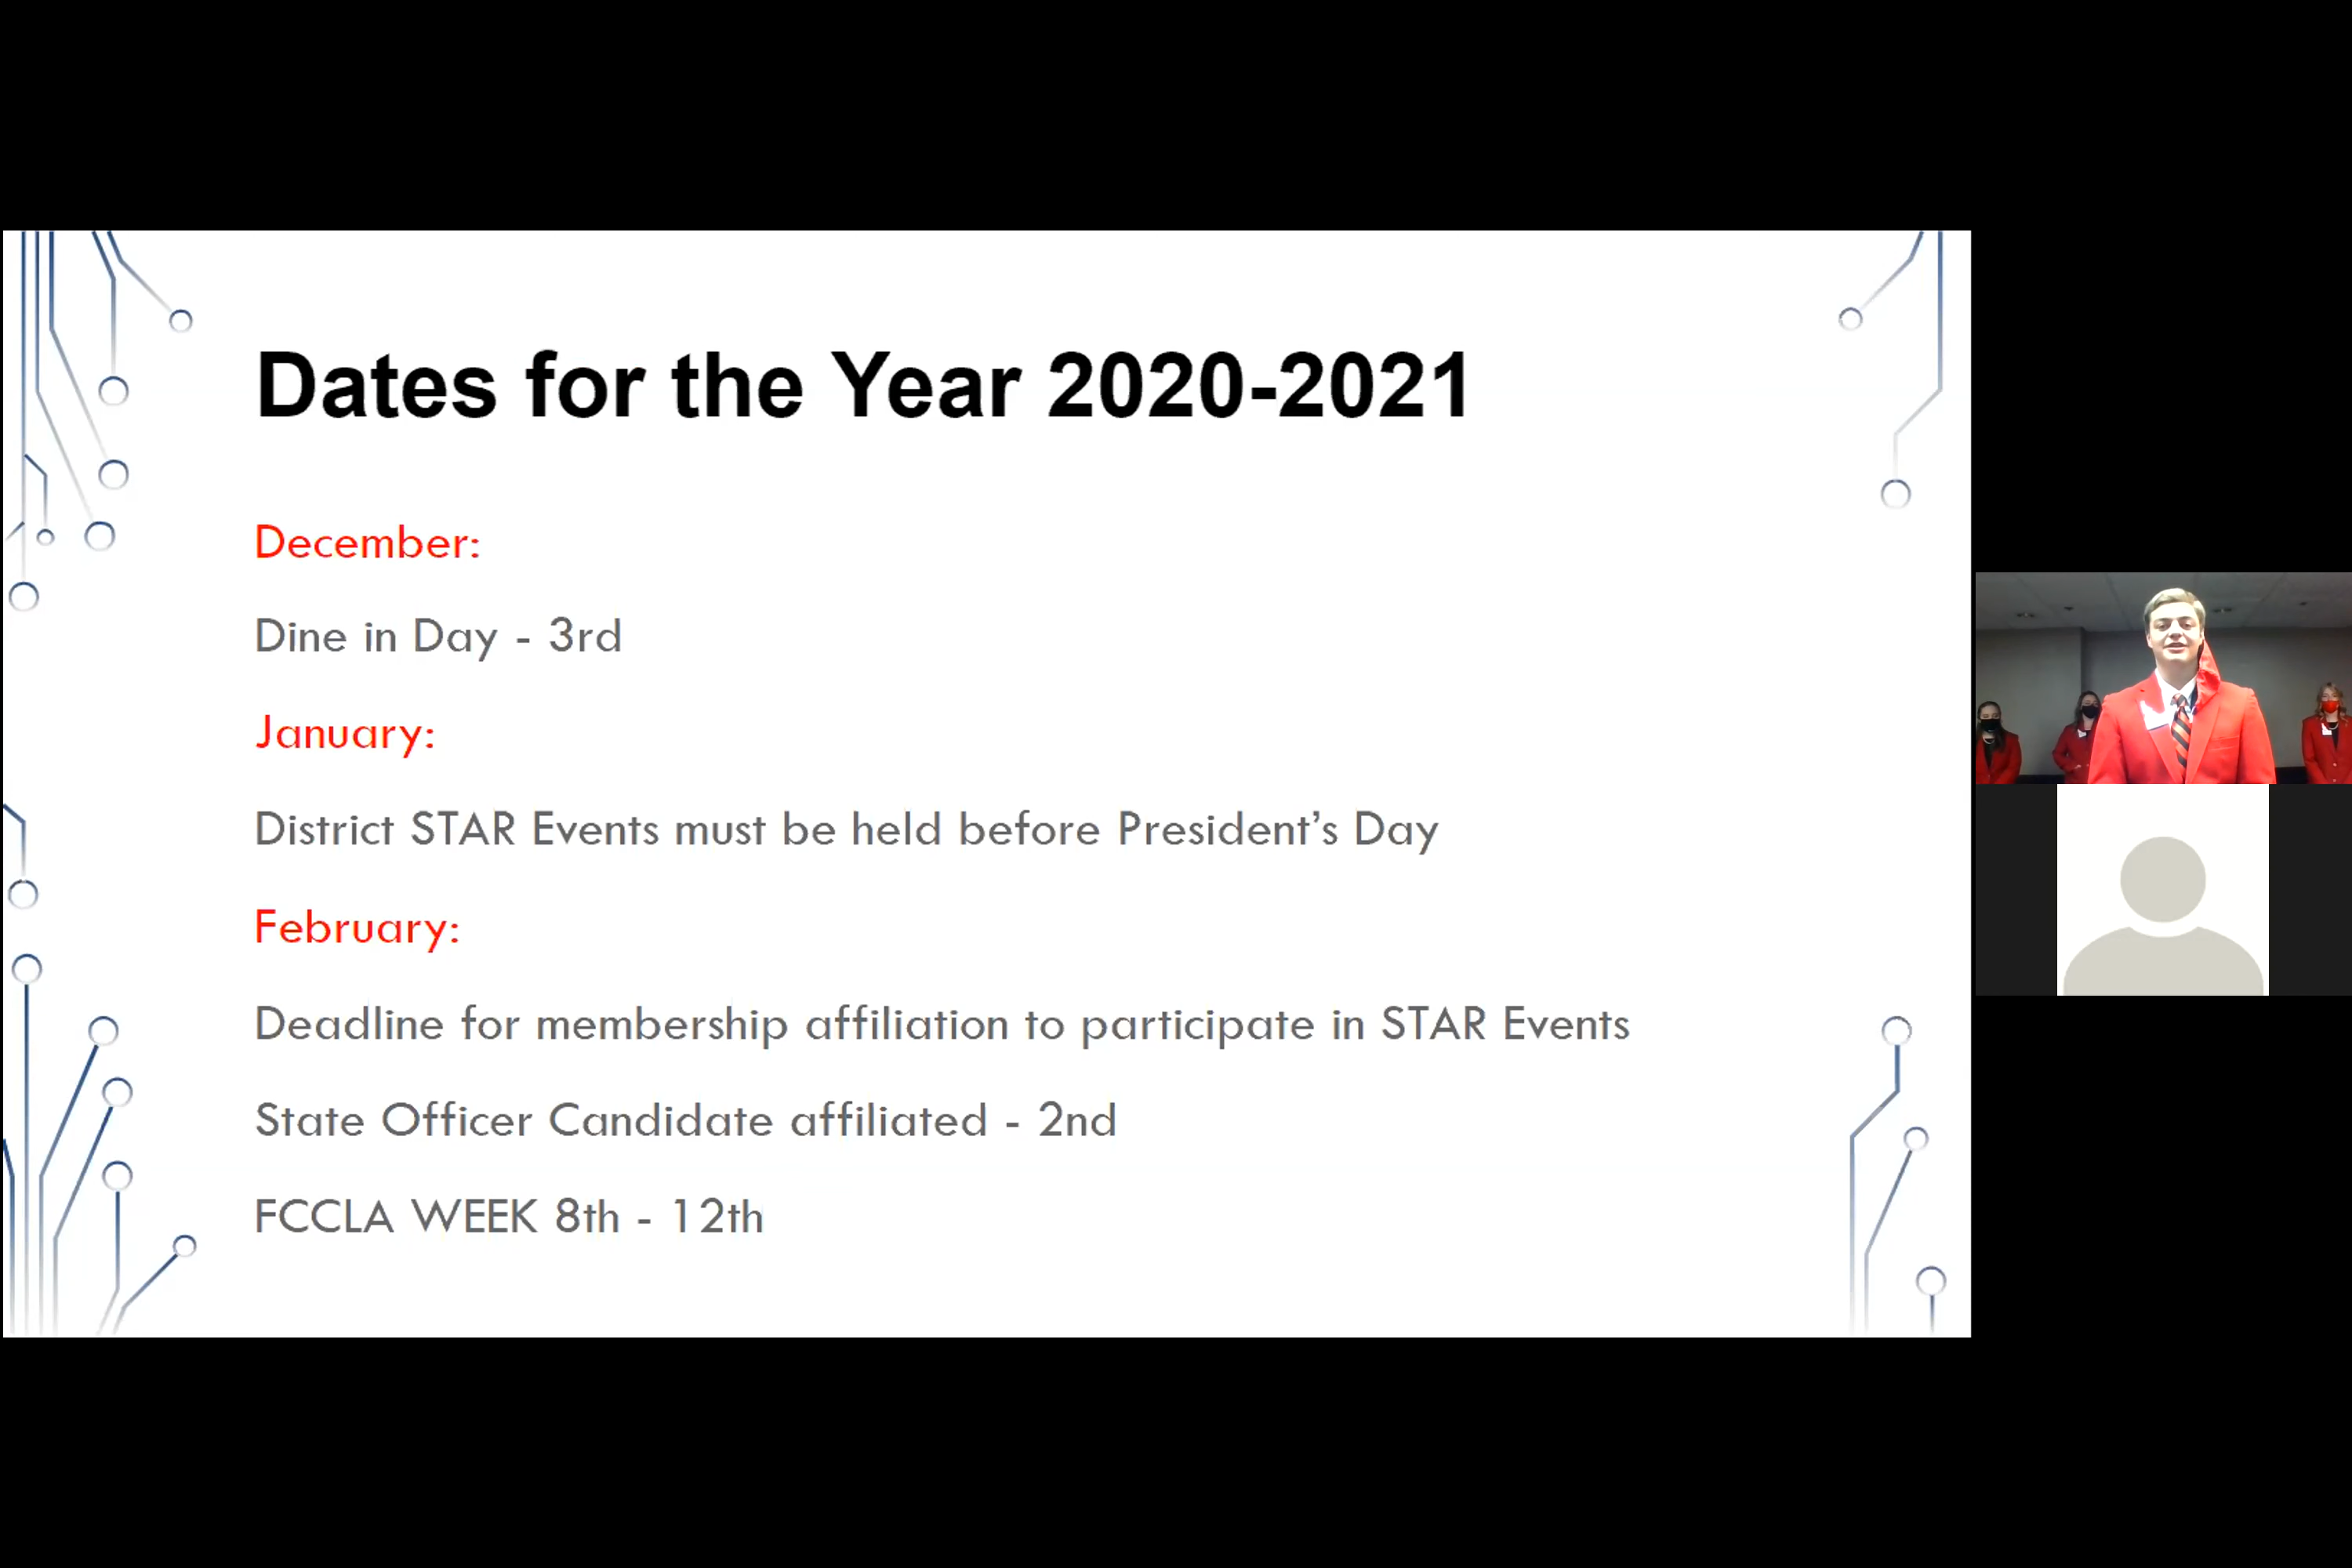 Dates for the Year 2020-2021
December:
Dine in Day - 3rd
January:
District STAR Events must be held before President’s Day
February:
Deadline for membership affiliation to participate in STAR Events
State Officer Candidate affiliated - 2nd
FCCLA WEEK 8th - 12th